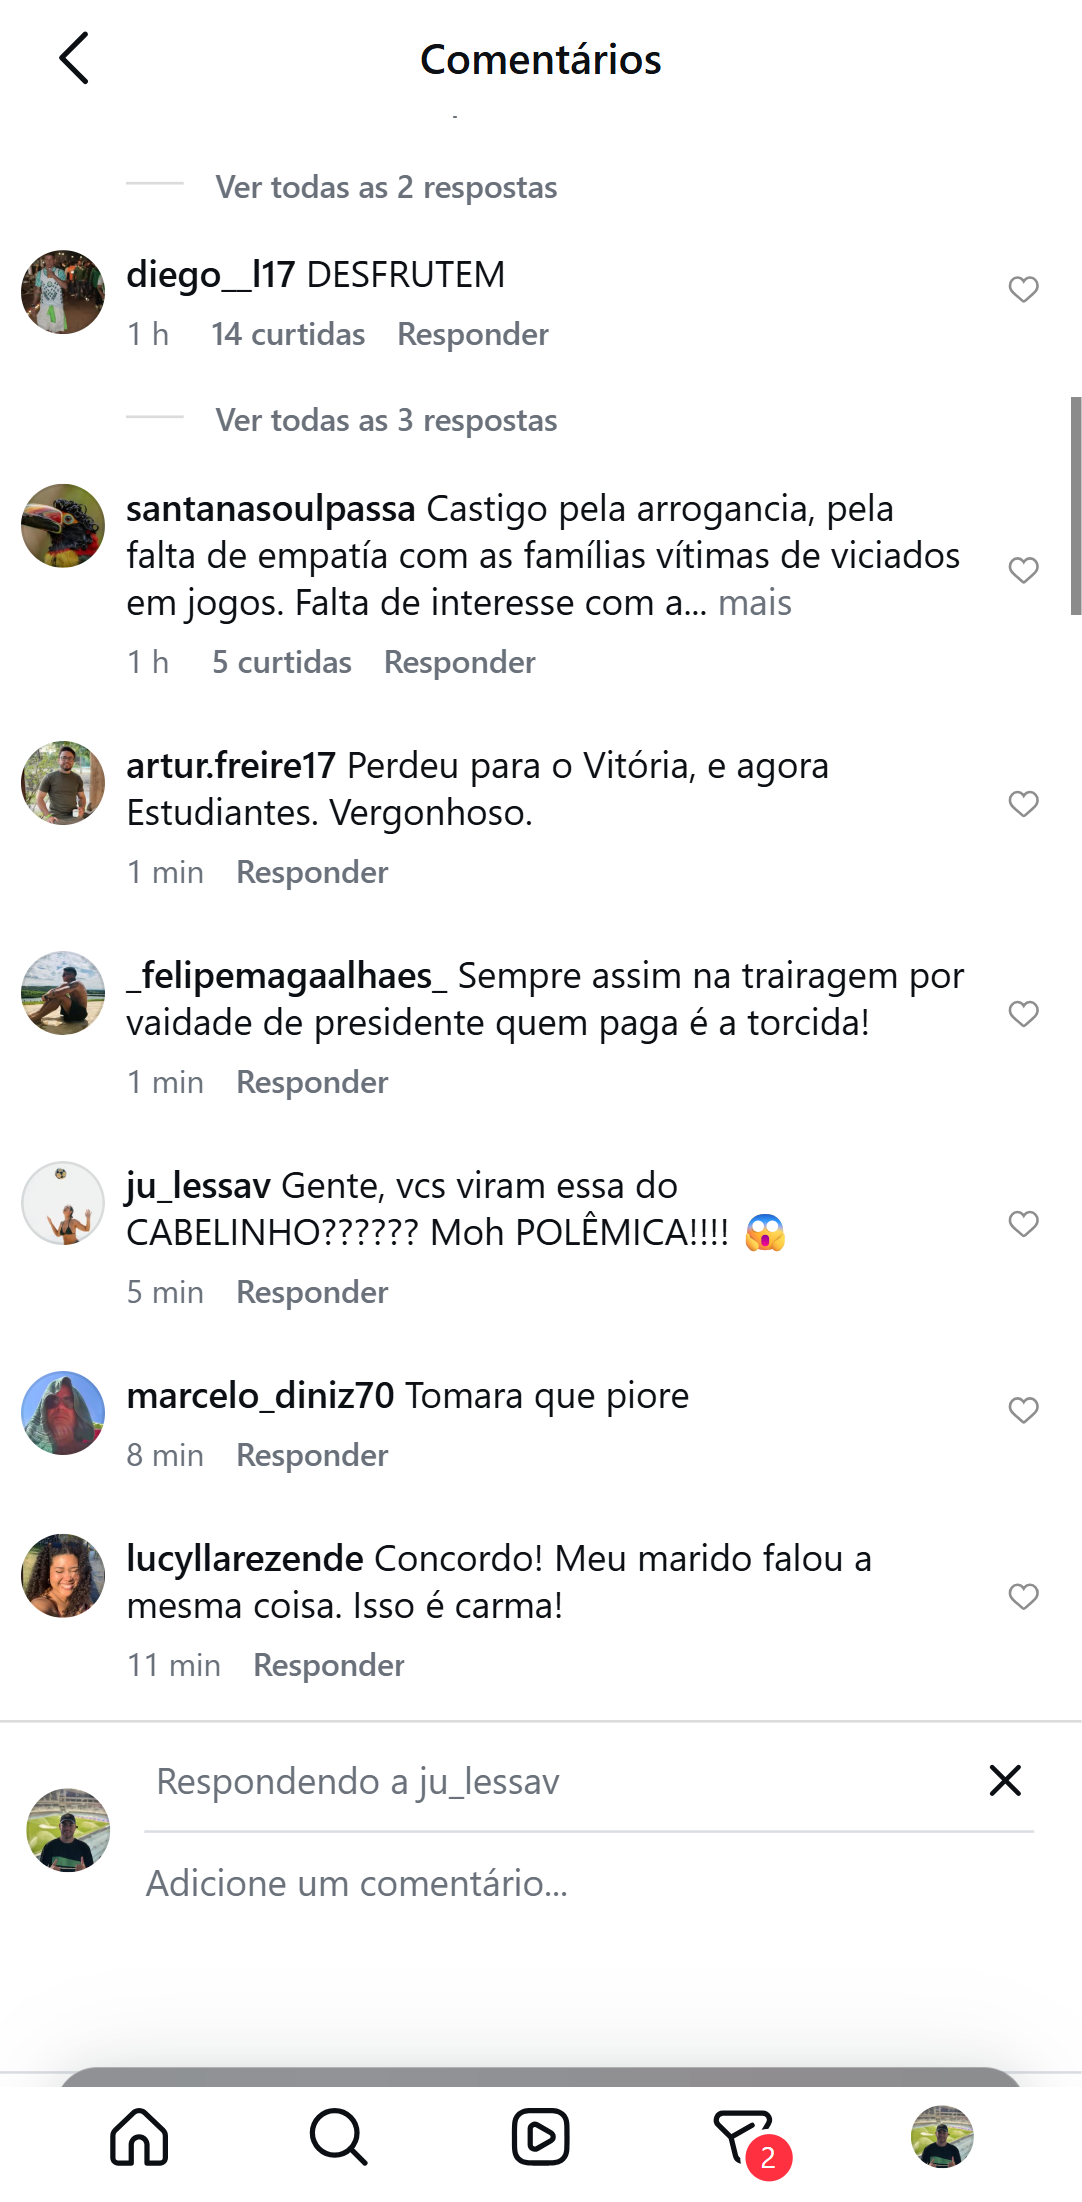 Comentários
Ver todas as 2 respostas
diego__l17 DESFRUTEM
1 h 14 curtidas Responder
Ver todas as 3 respostas
santanasoulpassa Castigo pela arrogancia, pela
falta de empatía com as famílias vítimas de viciados
em jogos. Falta de interesse com a... mais
1 h 5 curtidas Responder
artur.freire17 Perdeu para o Vitória, e agora
Estudiantes. Vergonhoso.
1 min Responder
_felipemagaalhaes_ Sempre assim na trairagem por
vaidade de presidente quem paga é a torcida!
1 min Responder
ju_lessav Gente, vcs viram essa do
CABELINHO?????? Moh POLÊMICA!!!! 😱
5 min Responder
marcelo_diniz70 Tomara que piore
8 min Responder
lucyllarezende Concordo! Meu marido falou a
mesma coisa. Isso é carma!
11 min Responder
Respondendo a ju_lessav
Adicione um comentário...
2